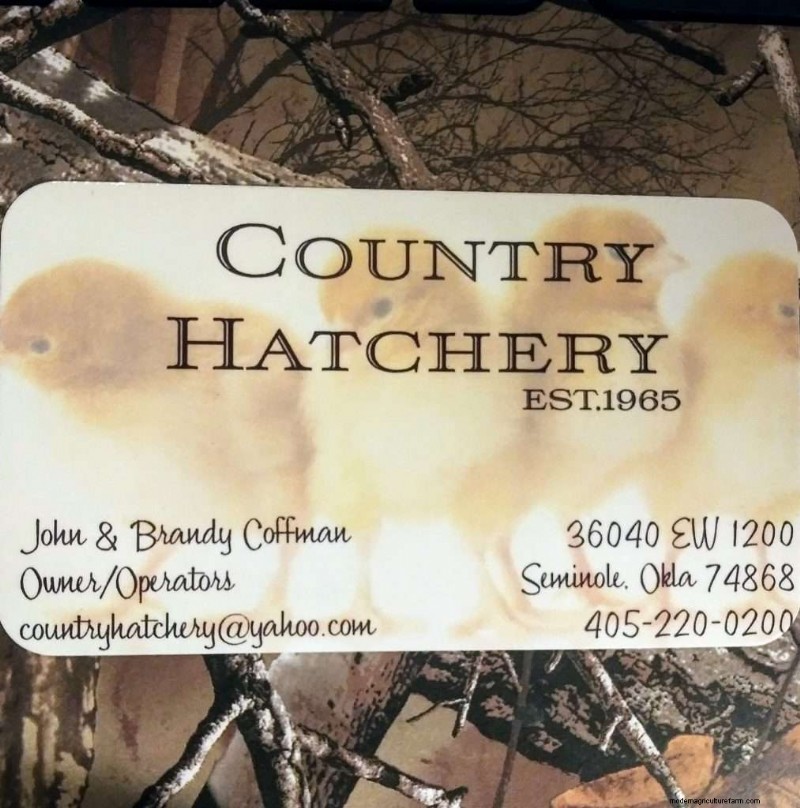 COUNTRY
HATCHERY
EST.1965
John & Brandy Coffman
Owner/Operators
countryhatchery@yahoo.com
36040 EW 1200
Seminole. Okla 74868
405-220-0200
modernagriculturefarm.com